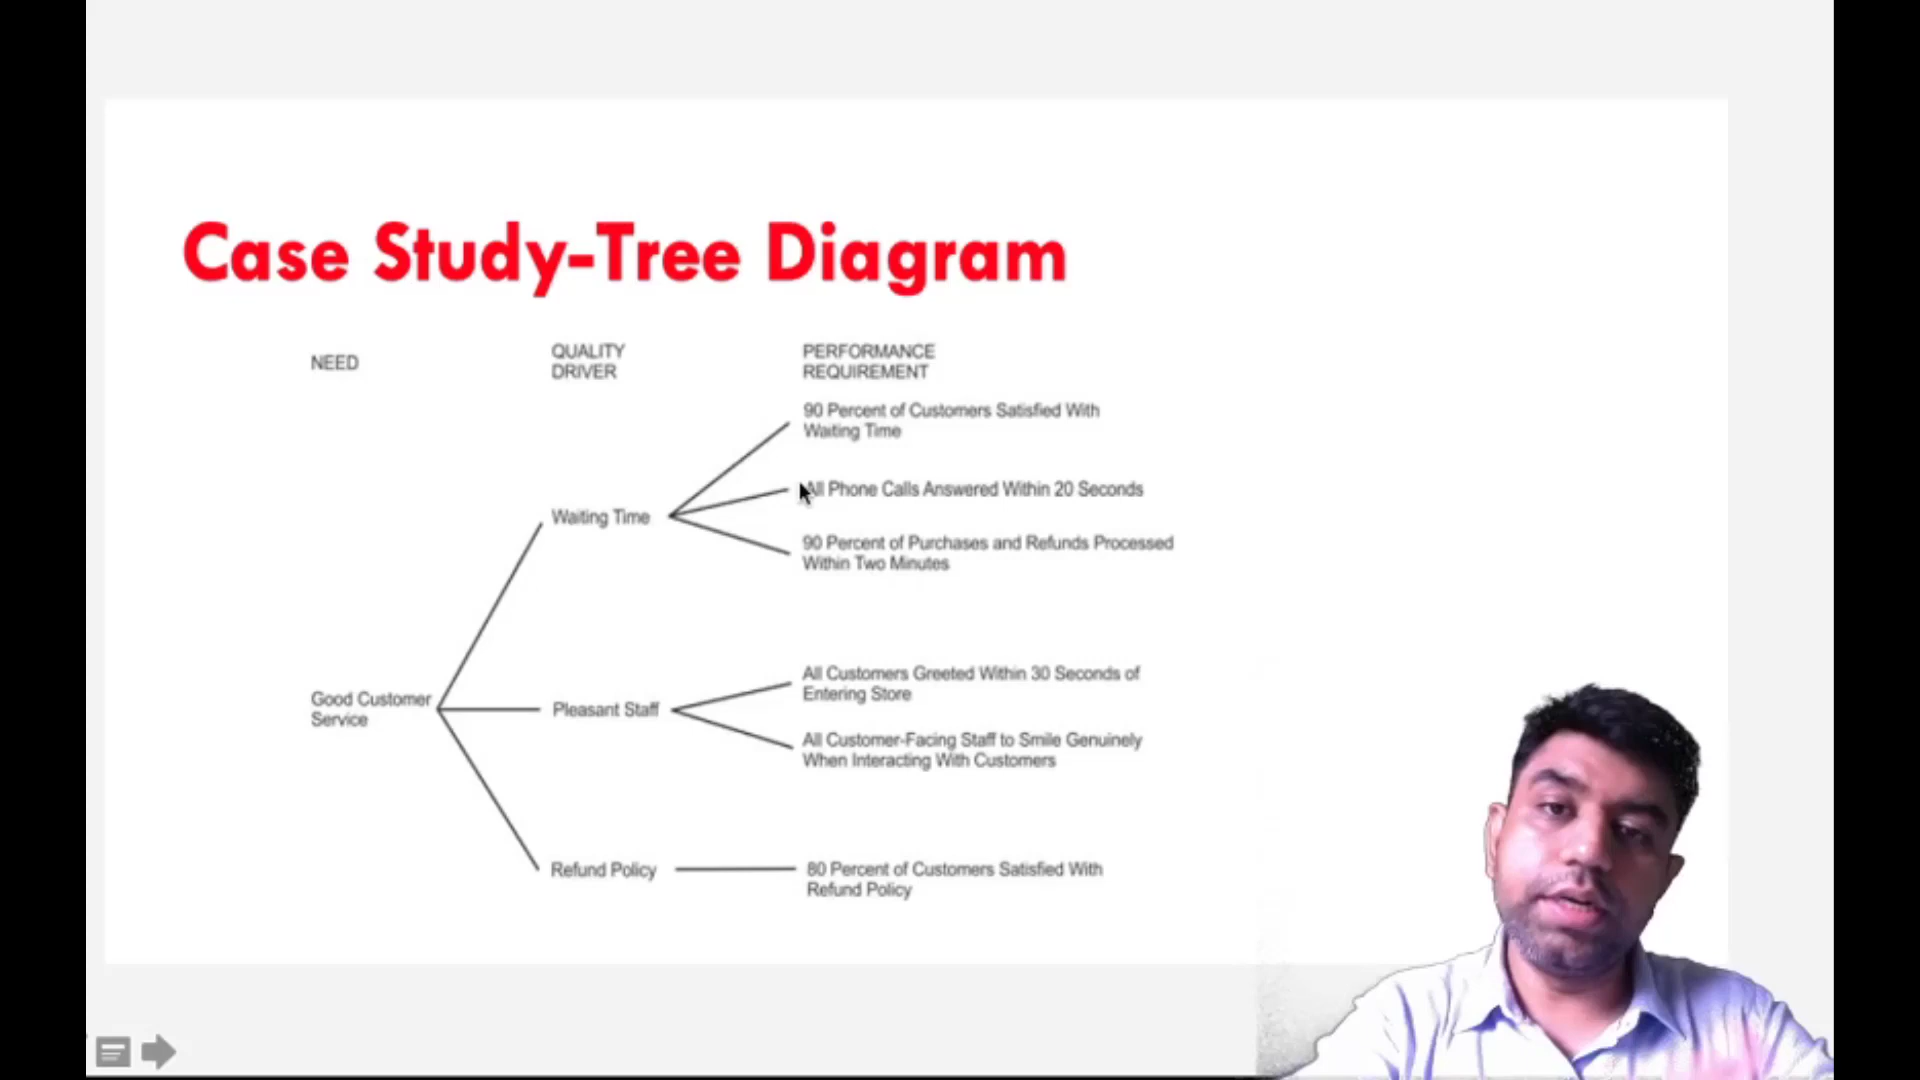 Case Study-Tree Diagram
NEED
QUALITY
DRIVER
PERFORMANCE
REQUIREMENT
90 Percent of Customers Satisfied With
Waiting Time
All Phone Calls Answered Within 20 Seconds
Waiting Time
90 Percent of Purchases and Refunds Processed
Within Two Minutes
All Customers Greeted Within 30 Seconds of
Entering Store
Good Customer
Service
Pleasant Staff
All Customer-Facing Staff to Smile Genuinely
When Interacting With Customers
Refund Policy
80 Percent of Customers Satisfied With
Refund Policy